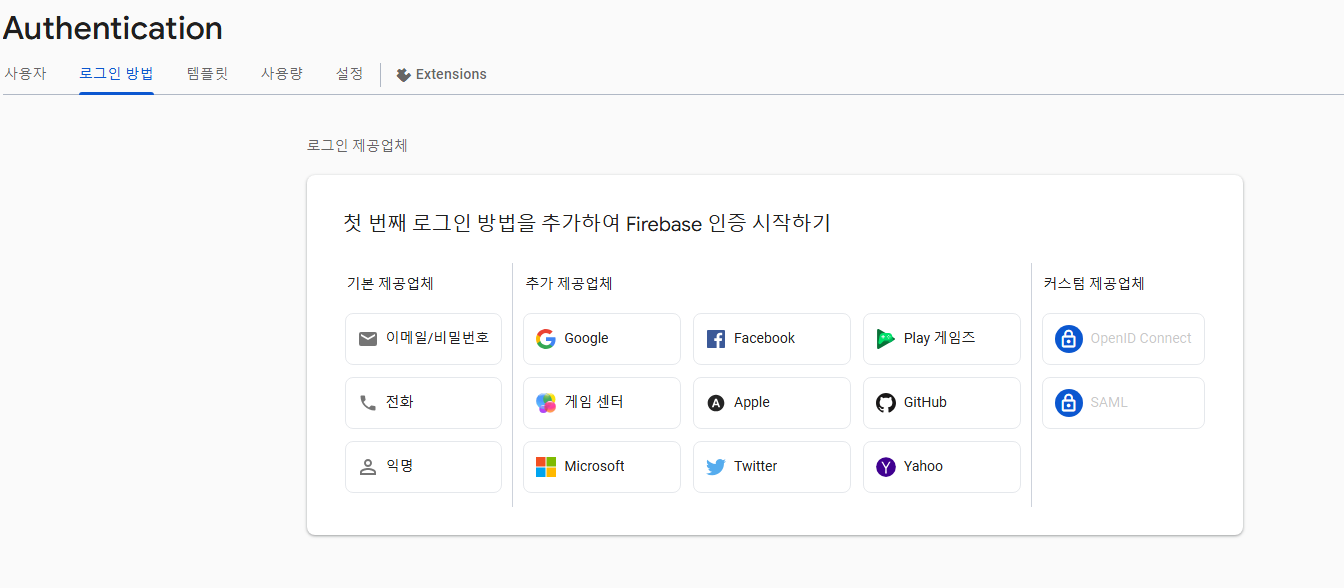 Authentication
사용자 로그인 방법 템플릿 사용량 설정 Extensions
로그인 제공업체
첫 번째 로그인 방법을 추가하여 Firebase 인증 시작하기
기본 제공업체 추가 제공업체 커스텀 제공업체
이메일/비밀번호 Google Facebook Play 게임즈 OpenID Connect
전화 게임 센터 Apple GitHub SAML
익명 Microsoft Twitter Yahoo